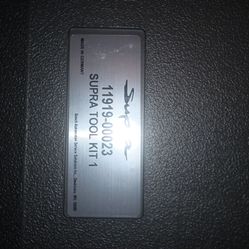 Supra
11919-00023
SUPRA TOOL KIT 1
MADE IN GERMANY